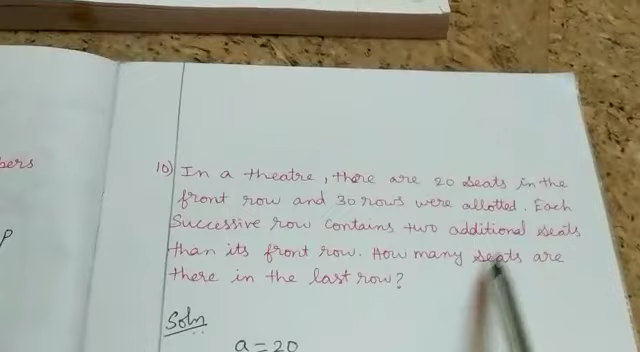 bers
P
10) In a theatre, there are 20 seats in the
front row and 30 rows were allotted. Each
Successive row contains two additional seats
than its front row. How many seats are
there in the last row?
Soln
a = 20